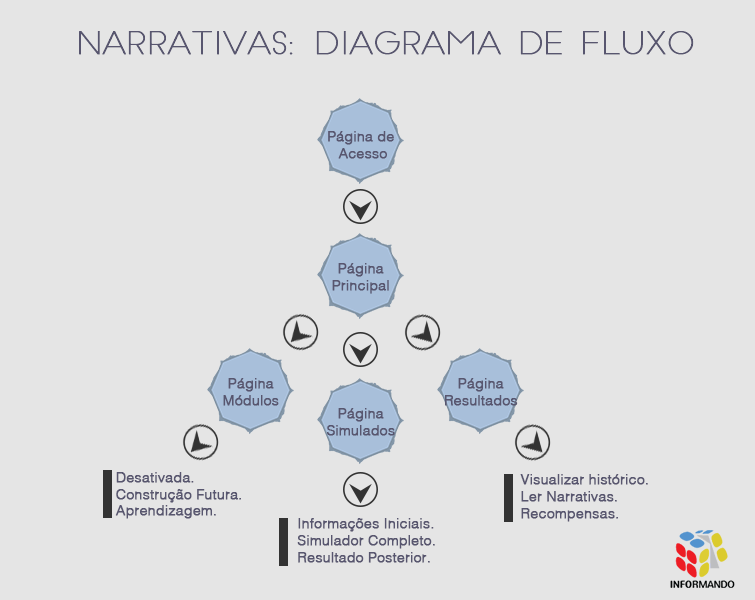 NARRATIVAS: DIAGRAMA DE FLUXO
Página de
Acesso
Página
Principal
Página
Módulos
Página
Simulados
Página
Resultados
Desativada.
Construção Futura.
Aprendizagem.
Informações Iniciais.
Simulador Completo.
Resultado Posterior.
Visualizar histórico.
Ler Narrativas.
Recompensas.
INFORMANDO